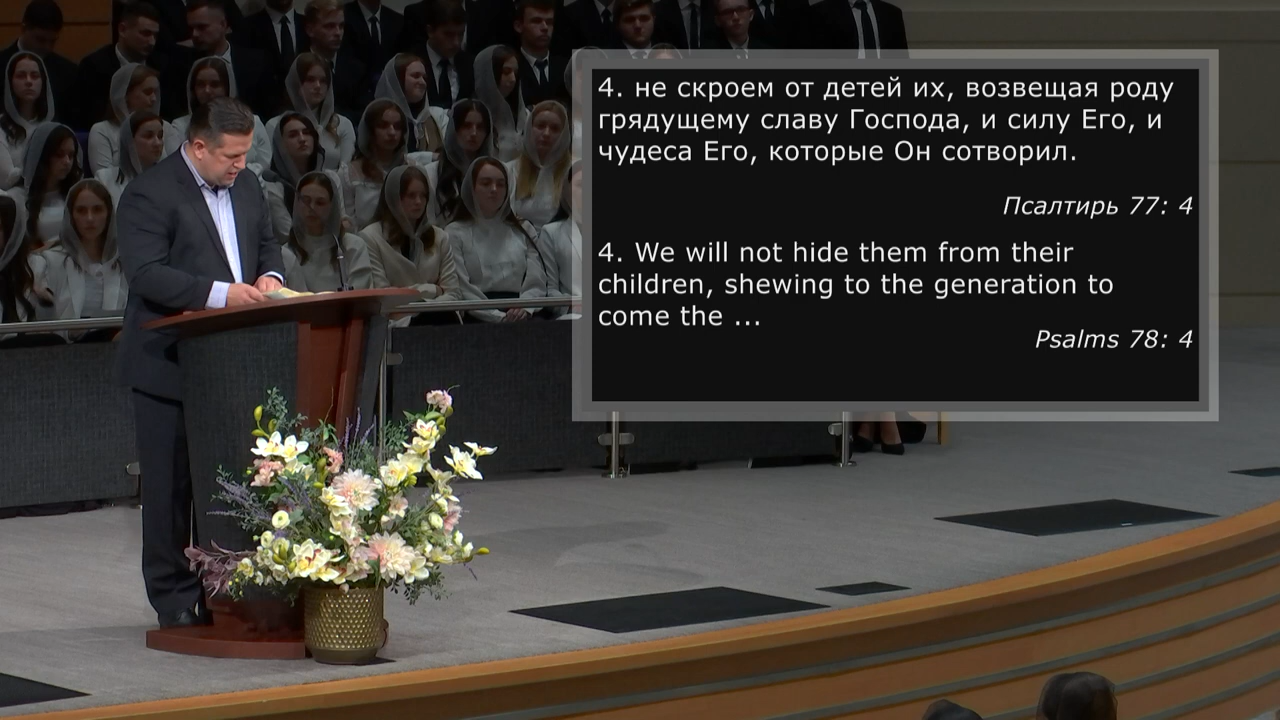 4. не скроем от детей их, возвещая роду
грядущему славу Господа, и силу Его, и
чудеса Его, которые Он сотворил.
Псалтирь 77: 4
4. We will not hide them from their
children, shewing to the generation to
come the ...
Psalms 78: 4